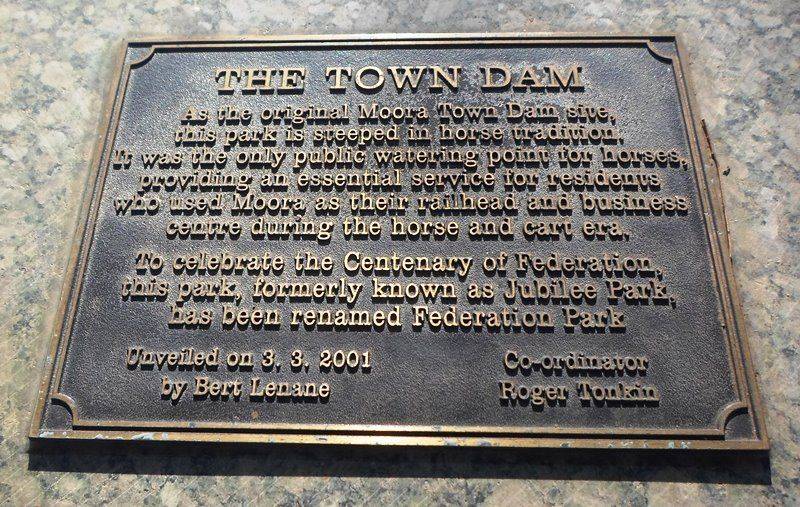 THE TOWN DAM
As the original Moora Town Dam site,
this park is steeped in horse tradition.
It was the only public watering point for horses,
providing an essential service for residents
who used Moora as their railhead and business
centre during the horse and cart era.
To celebrate the Centenary of Federation,
this park, formerly known as Jubilee Park,
has been renamed Federation Park
Unveiled on 3. 3. 2001
by Bert Lenane
Co-ordinator
Roger Tonkin